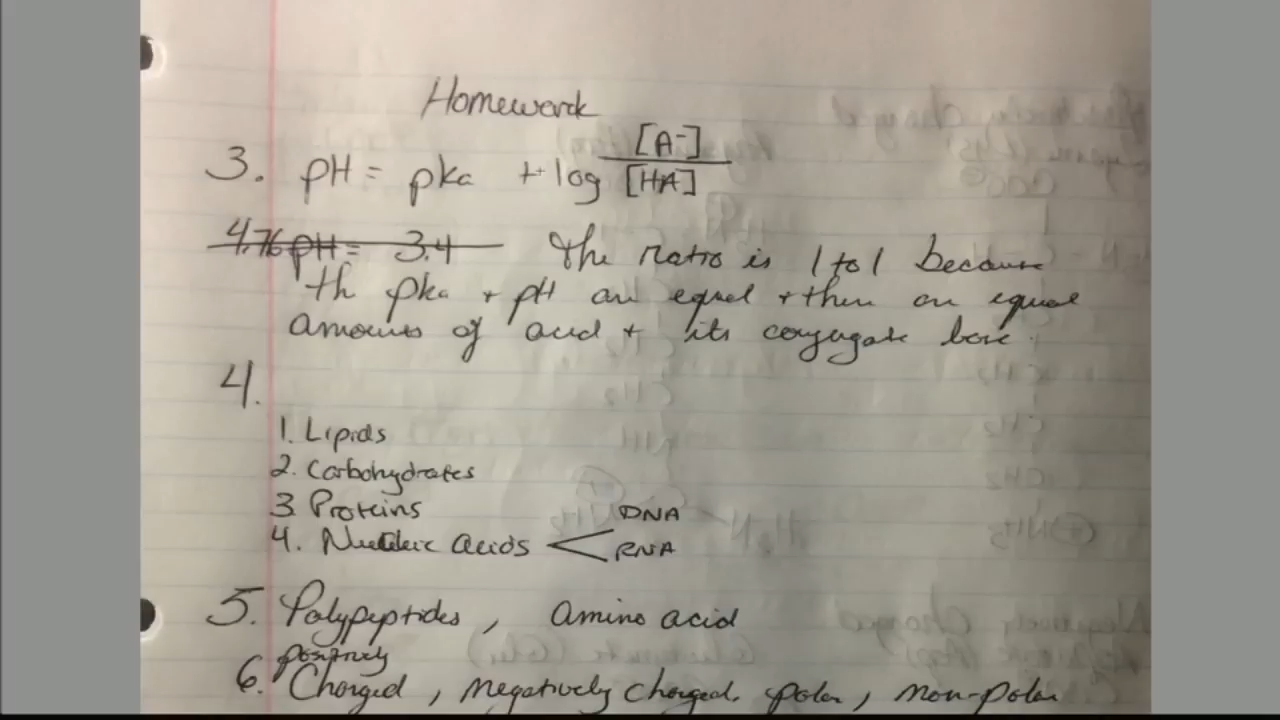 Homework
3. pH = pka + log [A-] / [HA]
4.76 pH = 3.4 The ratio is 1 to 1 because
th pka + pH are equal + ther are equal
amounts of acid + its conjugate base.
4.
1. Lipids
2. Carbohydrates
3. Proteins
4. Nucleic acids < DNA
RNA
5. Polypeptides, amino acid
positively
6. Charged, negatively charged. polar, non-polar